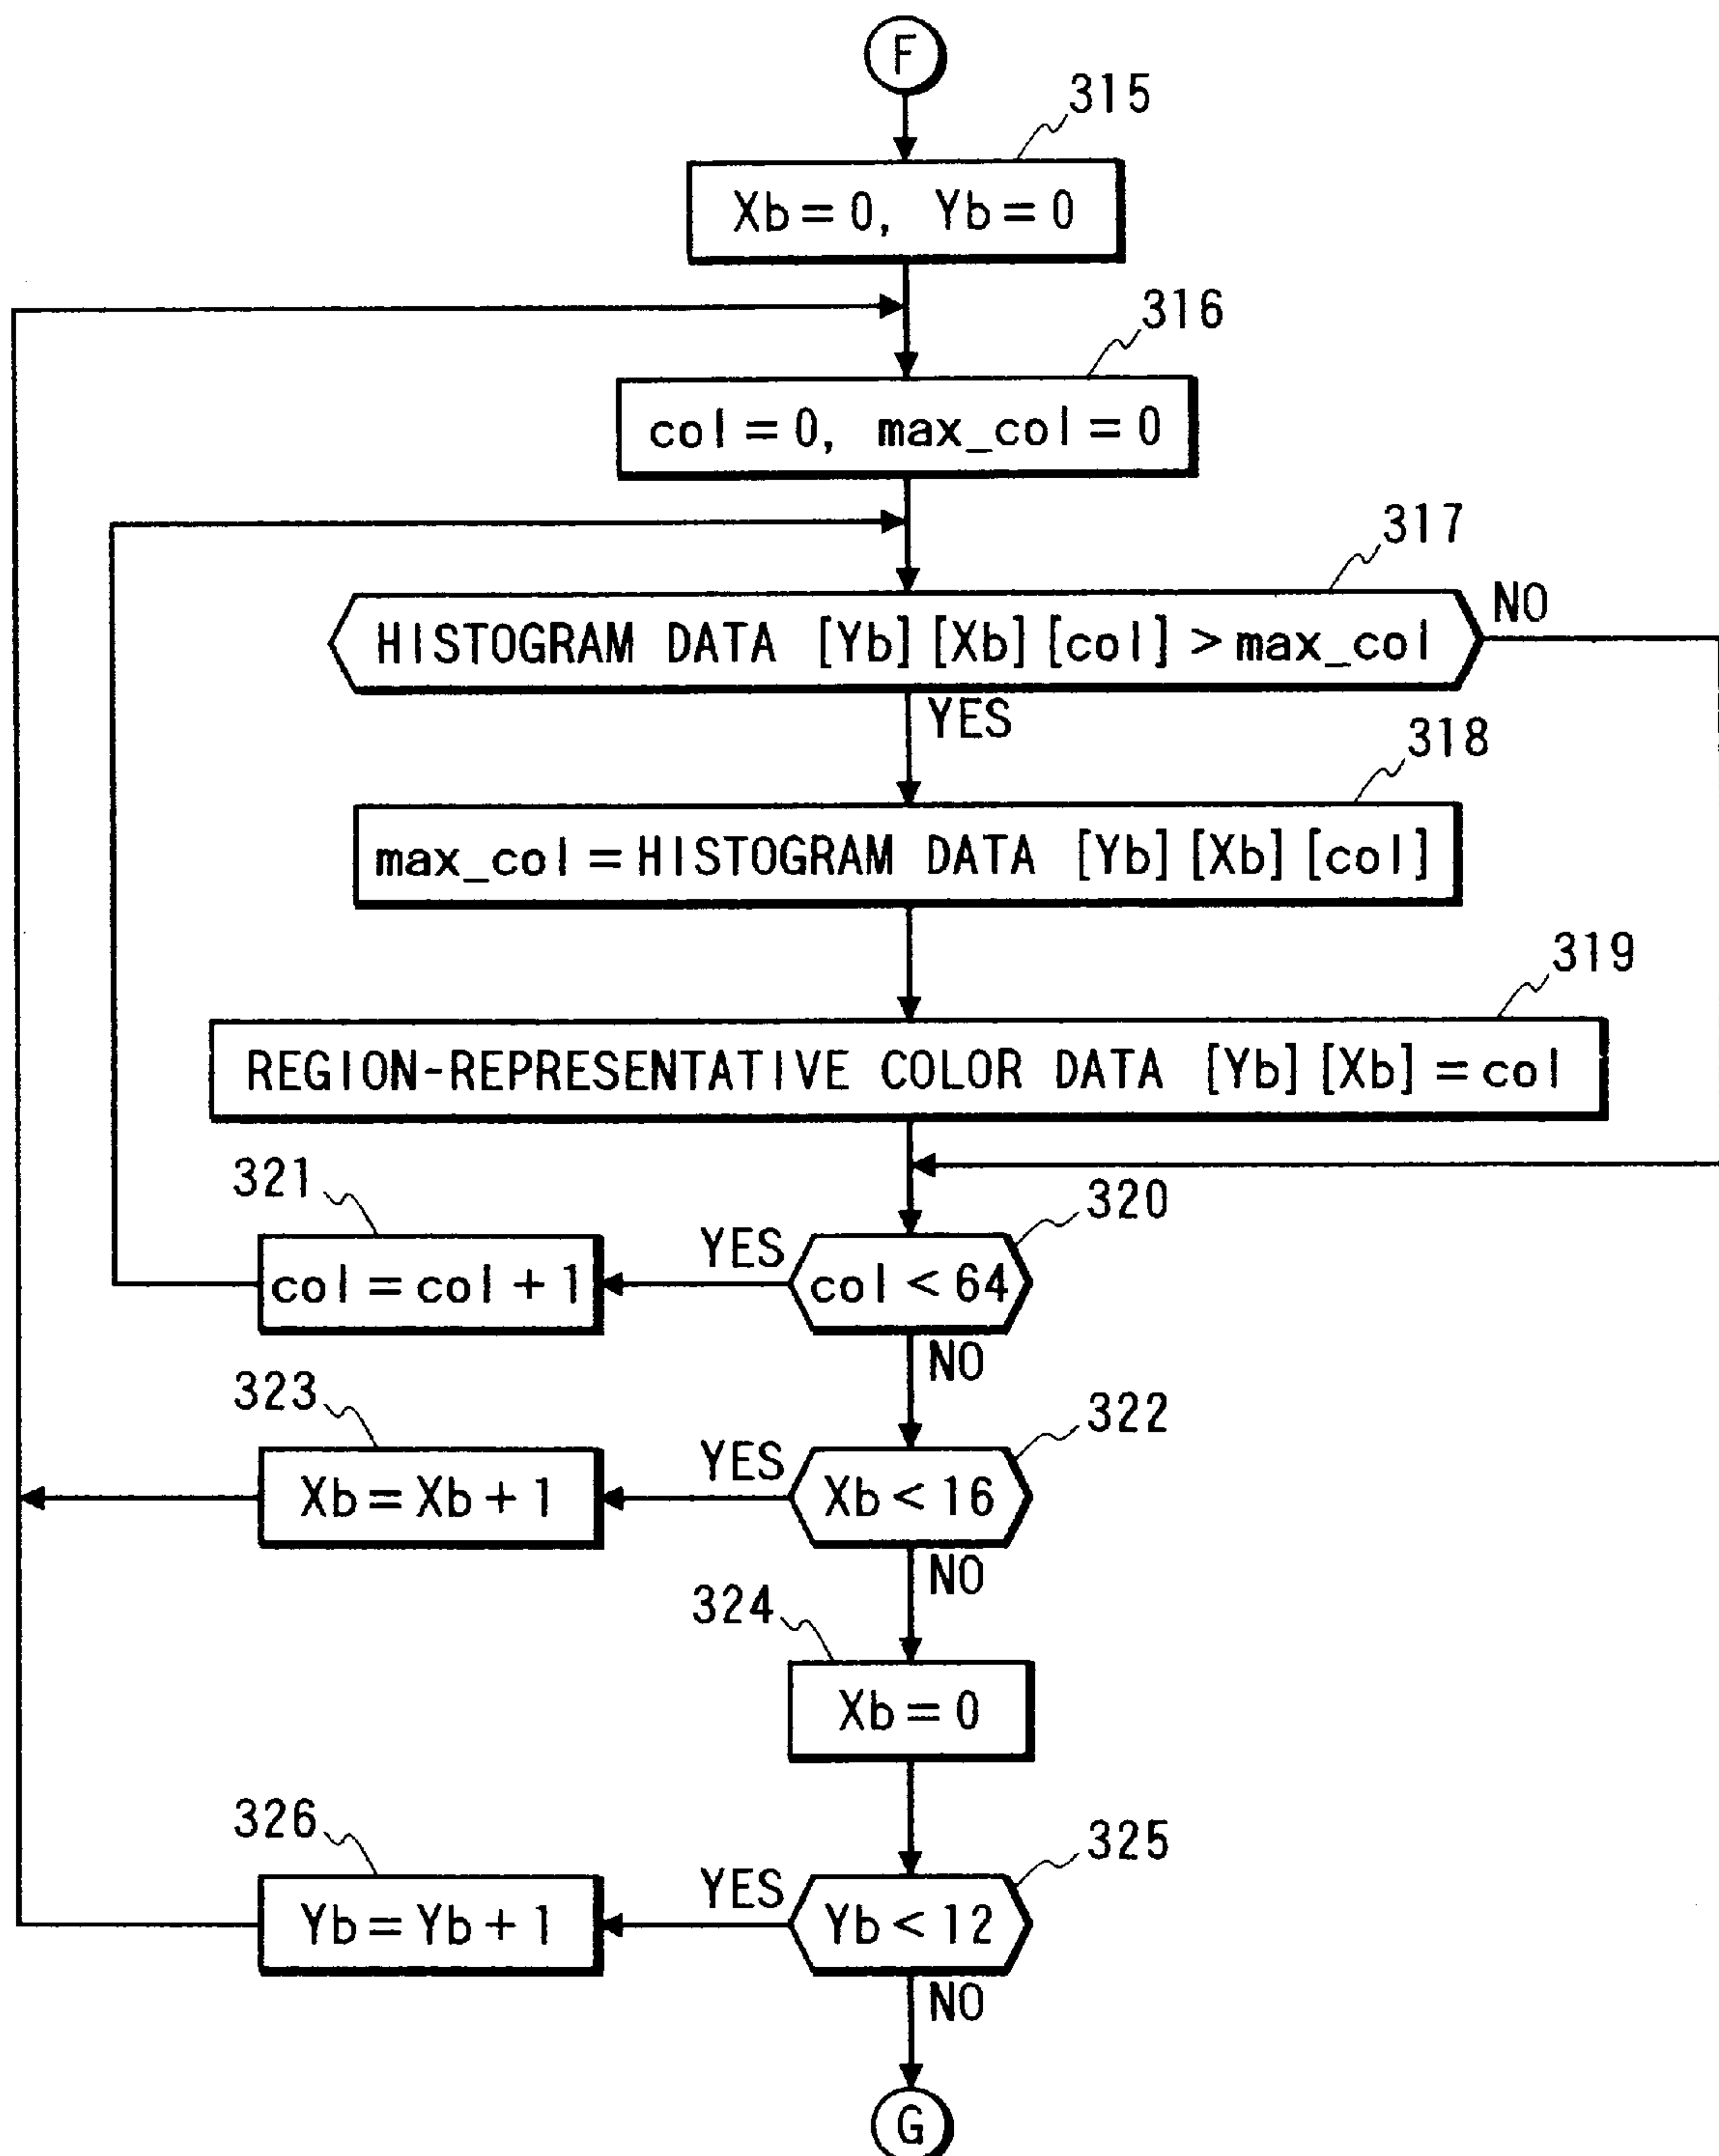 F
315
Xb=0, Yb=0
316
col=0, max_col=0
317
HISTOGRAM DATA [Yb][Xb][col]>max_col
NO
YES
318
max_col=HISTOGRAM DATA [Yb][Xb][col]
319
REGION-REPRESENTATIVE COLOR DATA [Yb][Xb]=col
321
320
col=col+1
YES
col<64
NO
323
322
Xb=Xb+1
YES
Xb<16
NO
324
Xb=0
326
325
Yb=Yb+1
YES
Yb<12
NO
G